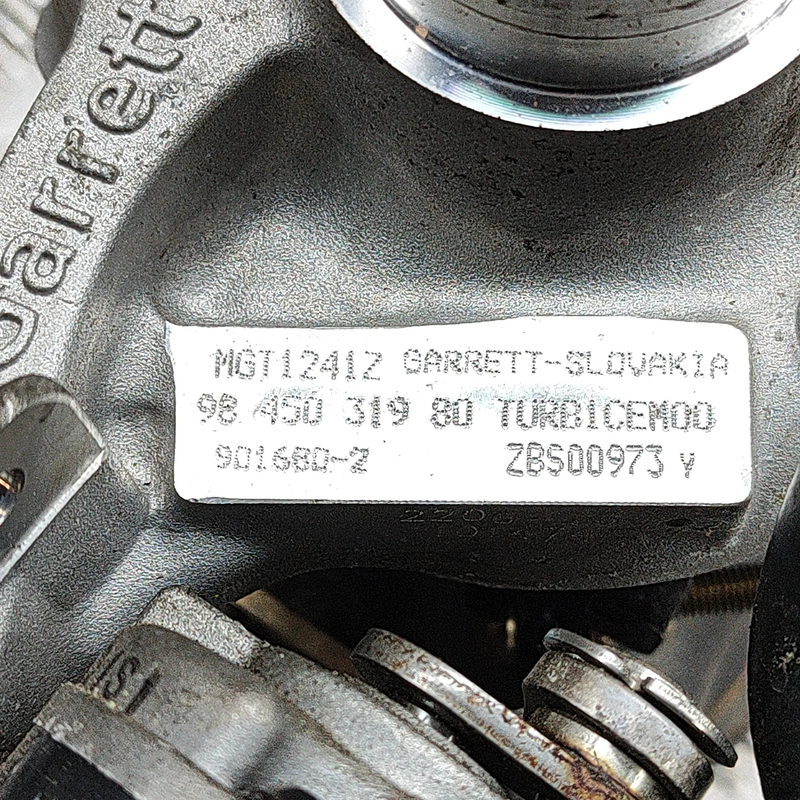 Garrett
MGT1241Z GARRETT-SLOVAKIA
98 450 319 80 TURBICEM00
901680-2 ZBS00973 Y